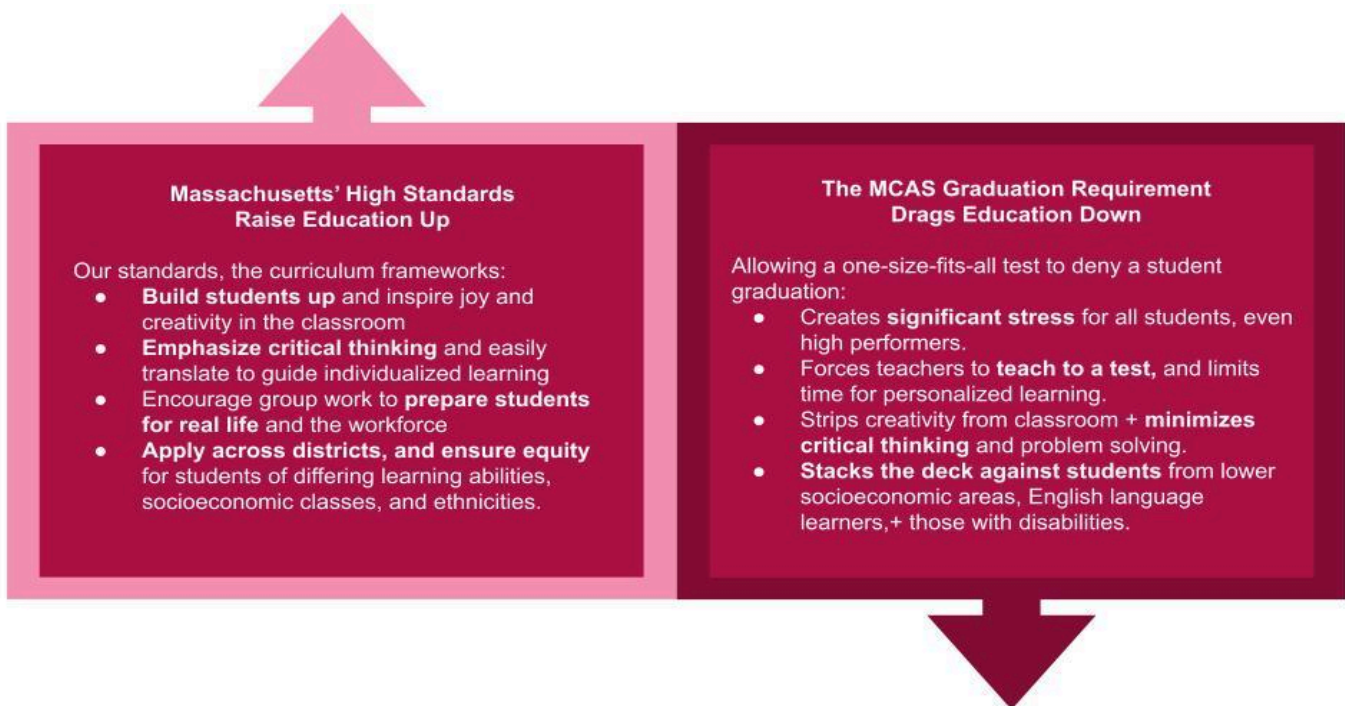 Massachusetts’ High Standards
Raise Education Up
Our standards, the curriculum frameworks:
● Build students up and inspire joy and
creativity in the classroom
● Emphasize critical thinking and easily
translate to guide individualized learning
● Encourage group work to prepare students
for real life and the workforce
● Apply across districts, and ensure equity
for students of differing learning abilities,
socioeconomic classes, and ethnicities.
The MCAS Graduation Requirement
Drags Education Down
Allowing a one-size-fits-all test to deny a student
graduation:
● Creates significant stress for all students, even
high performers.
● Forces teachers to teach to a test, and limits
time for personalized learning.
● Strips creativity from classroom + minimizes
critical thinking and problem solving.
● Stacks the deck against students from lower
socioeconomic areas, English language
learners,+ those with disabilities.